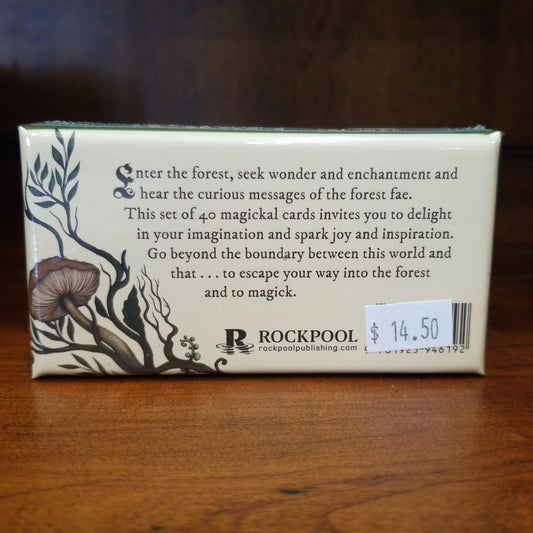 Enter the forest, seek wonder and enchantment and
hear the curious messages of the forest fae.
This set of 40 magickal cards invites you to delight
in your imagination and spark joy and inspiration.
Go beyond the boundary between this world and
that . . . to escape your way into the forest
and to magick.
R ROCKPOOL
rockpoolpublishing.com
$ 14.50